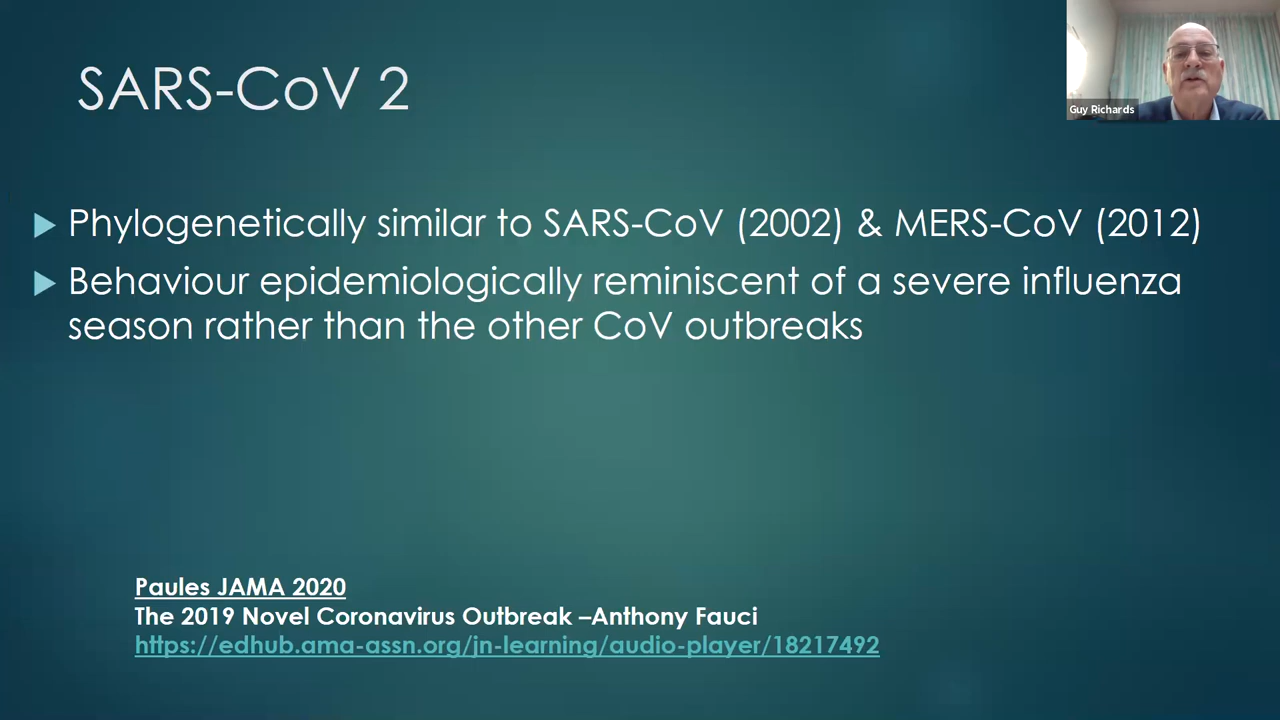 SARS-CoV 2
Guy Richards
Phylogenetically similar to SARS-CoV (2002) & MERS-CoV (2012)
Behaviour epidemiologically reminiscent of a severe influenza
season rather than the other CoV outbreaks
Paules JAMA 2020
The 2019 Novel Coronavirus Outbreak –Anthony Fauci
https://edhub.ama-assn.org/jn-learning/audio-player/18217492